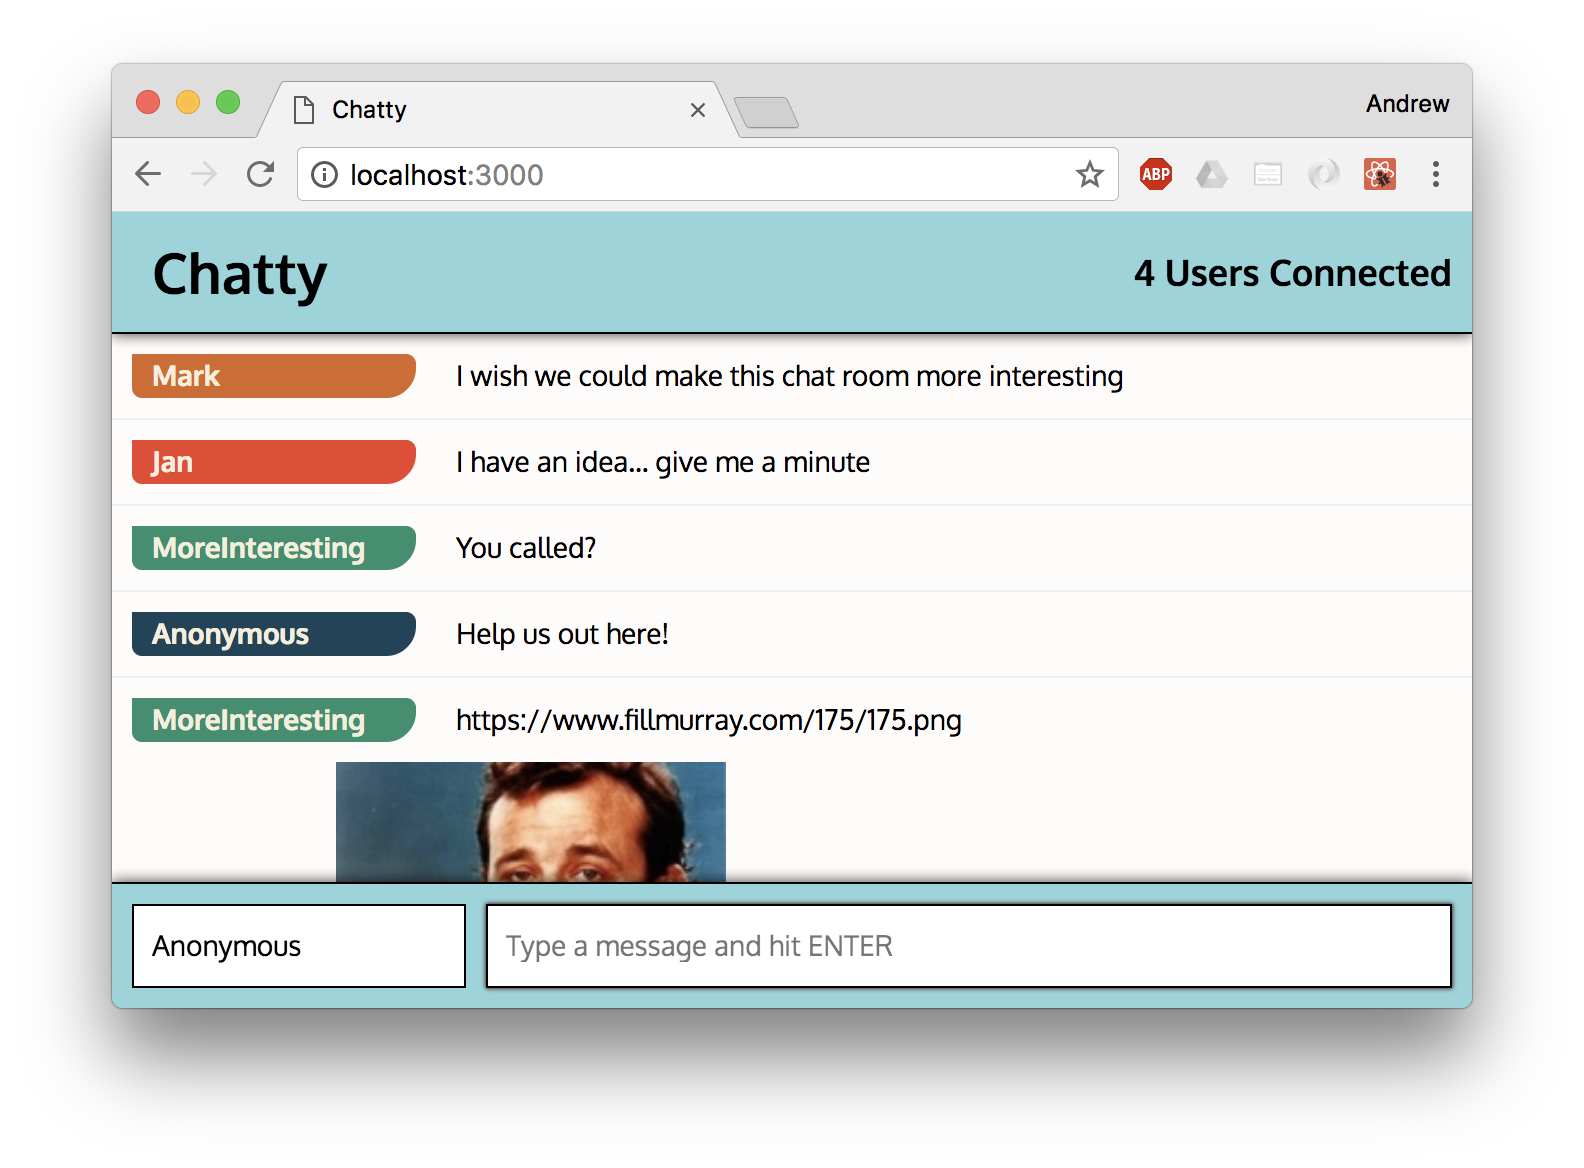 Chatty
Andrew
localhost:3000
ABP
Chatty
4 Users Connected
Mark
I wish we could make this chat room more interesting
Jan
I have an idea... give me a minute
MoreInteresting
You called?
Anonymous
Help us out here!
MoreInteresting
https://www.fillmurray.com/175/175.png
Anonymous
Type a message and hit ENTER